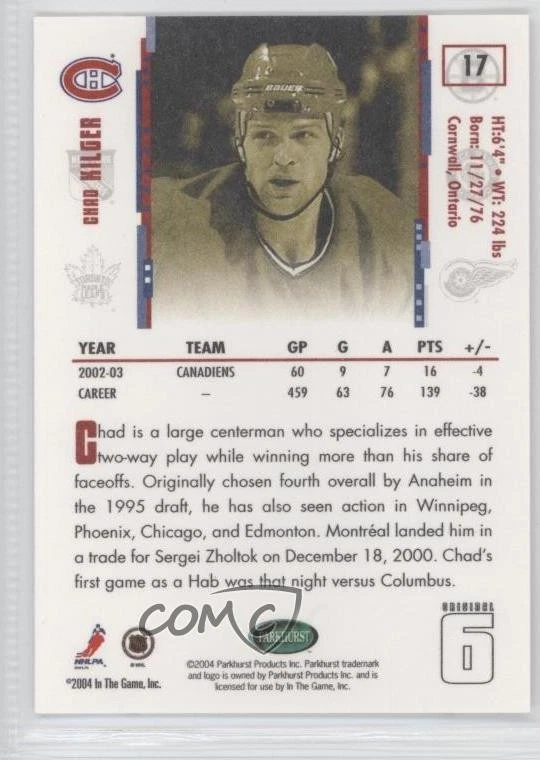 17
CHAD KILGER
HT:6'4" • WT: 224 lbs
Born: 11/27/76
Cornwall, Ontario
BAUER
TORONTO
MAPLE
LEAFS
YEAR TEAM GP G A PTS +/-
2002-03 CANADIENS 60 9 7 16 -4
CAREER – 459 63 76 139 -38
Chad is a large centerman who specializes in effective
two-way play while winning more than his share of
faceoffs. Originally chosen fourth overall by Anaheim in
the 1995 draft, he has also seen action in Winnipeg,
Phoenix, Chicago, and Edmonton. Montréal landed him in
a trade for Sergei Zholtok on December 18, 2000. Chad's
first game as a Hab was that night versus Columbus.
COMC
ORIGINAL
6
NHLPA
PARKHURST
©2004 In The Game, Inc.
©2004 Parkhurst Products Inc. Parkhurst trademark
and logo is owned by Parkhurst Products Inc. and is
licensed for use by In The Game, Inc.